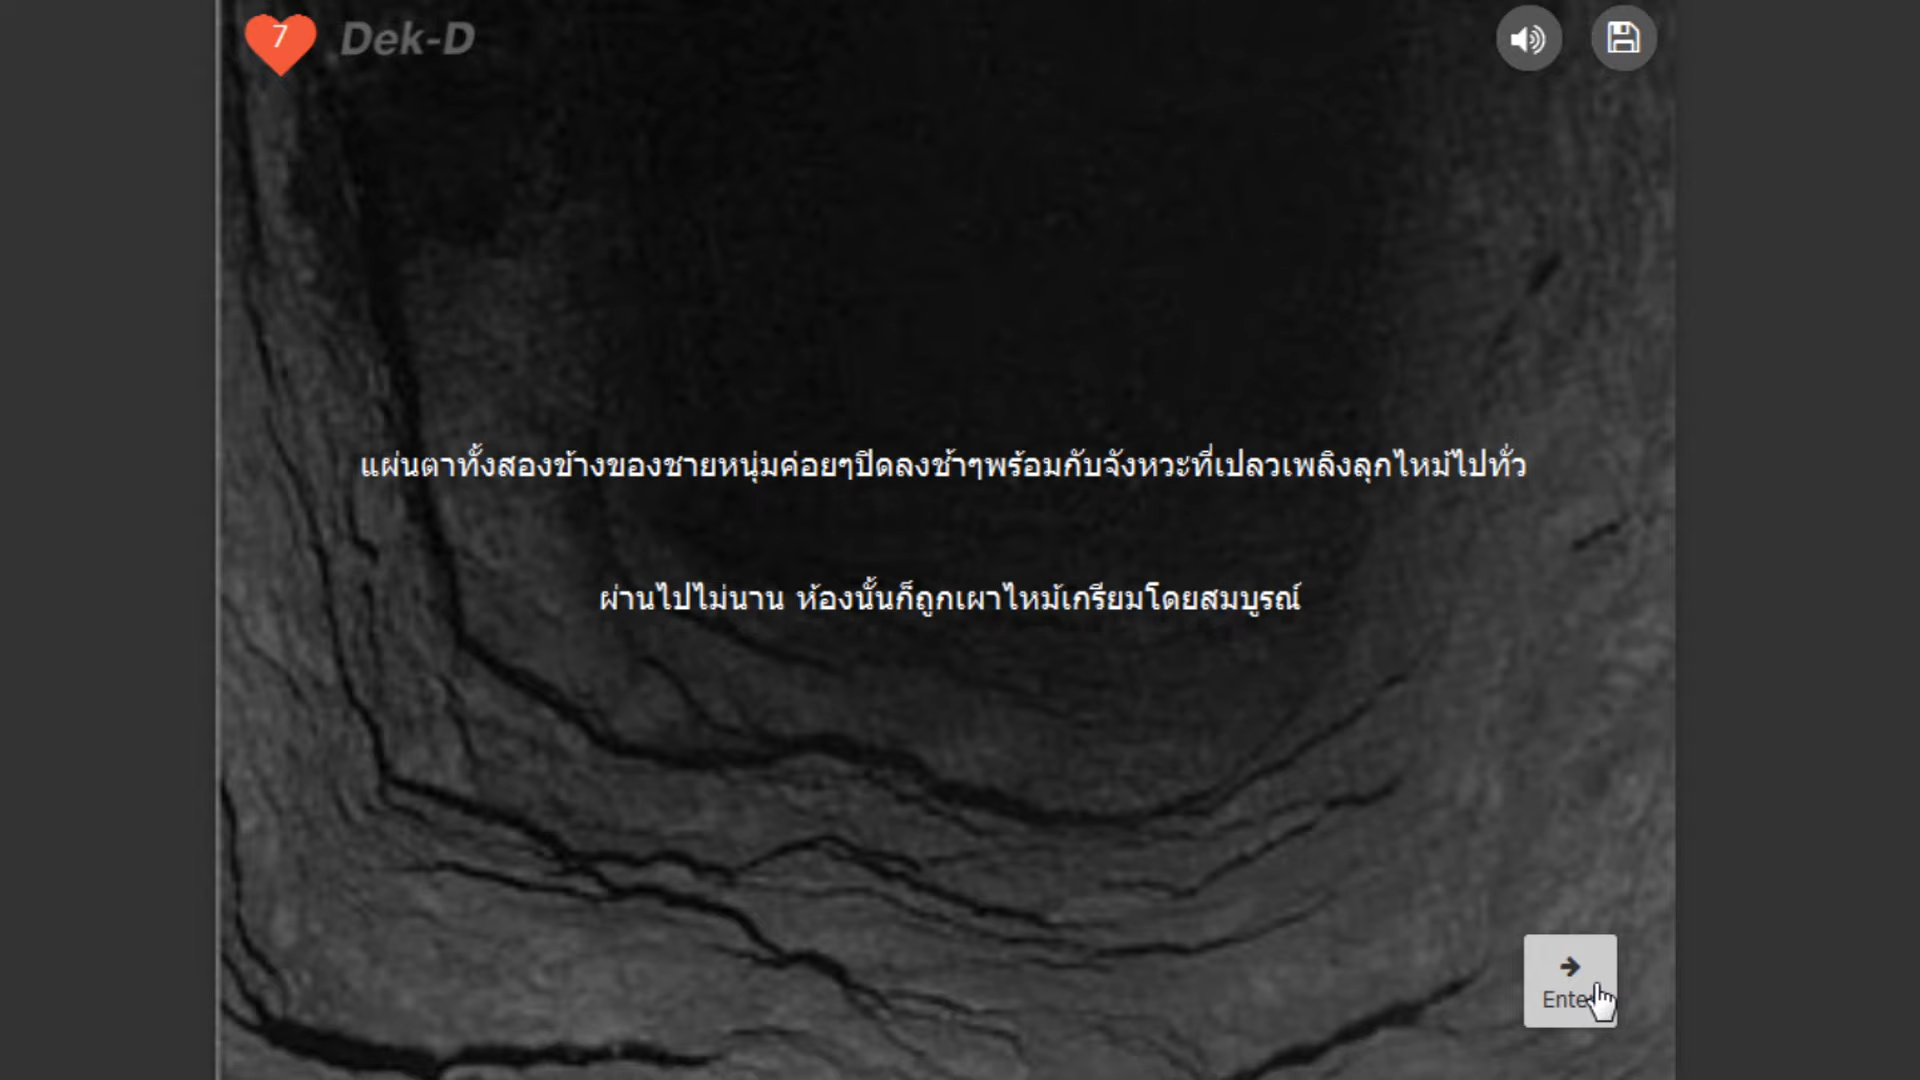 7 Dek-D
แผ่นตาทั้งสองข้างของชายหนุ่มค่อยๆปิดลงช้าๆพร้อมกับจังหวะที่เปลวเพลิงลุกไหม้ไปทั่ว
ผ่านไปไม่นาน ห้องนั้นก็ถูกเผาไหม้เกรียมโดยสมบูรณ์